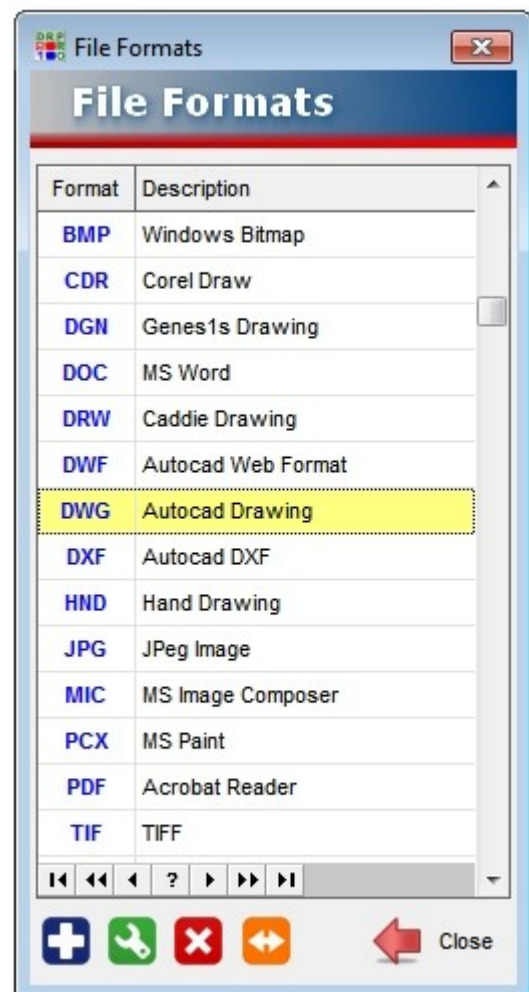 File Formats
File Formats
Format Description
BMP Windows Bitmap
CDR Corel Draw
DGN Genes1s Drawing
DOC MS Word
DRW Caddie Drawing
DWF Autocad Web Format
DWG Autocad Drawing
DXF Autocad DXF
HND Hand Drawing
JPG JPeg Image
MIC MS Image Composer
PCX MS Paint
PDF Acrobat Reader
TIF TIFF
?
Close